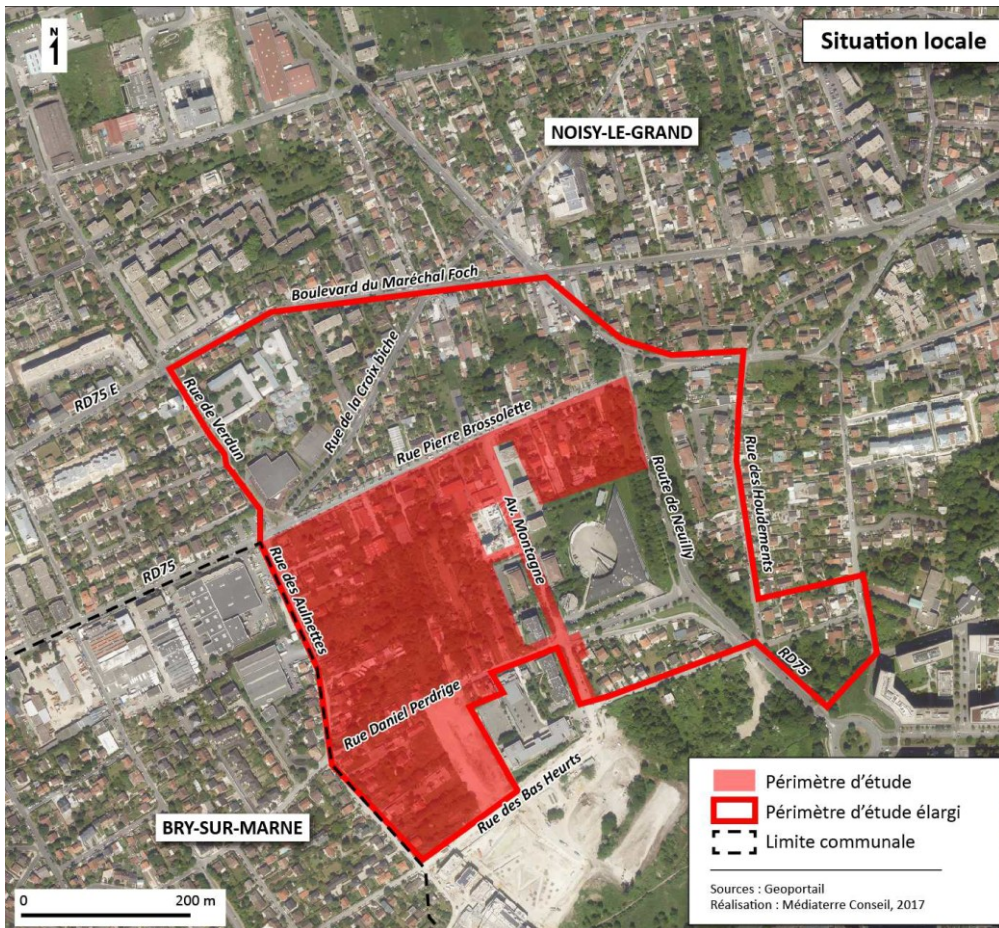 N
Situation locale
NOISY-LE-GRAND
Boulevard du Maréchal Foch
RD75 E
Rue de Verdun
Rue de la Croix biche
Rue Pierre Brossolette
Route de Neuilly
Av. Montagne
Rue des Houdements
RD75
Rue des Aulnettes
RD75
Rue Daniel Perdrige
Rue des Bas Heurts
BRY-SUR-MARNE
Périmètre d'étude
Périmètre d'étude élargi
Limite communale
Sources : Geoportail
Réalisation : Médiaterre Conseil, 2017
0 200 m